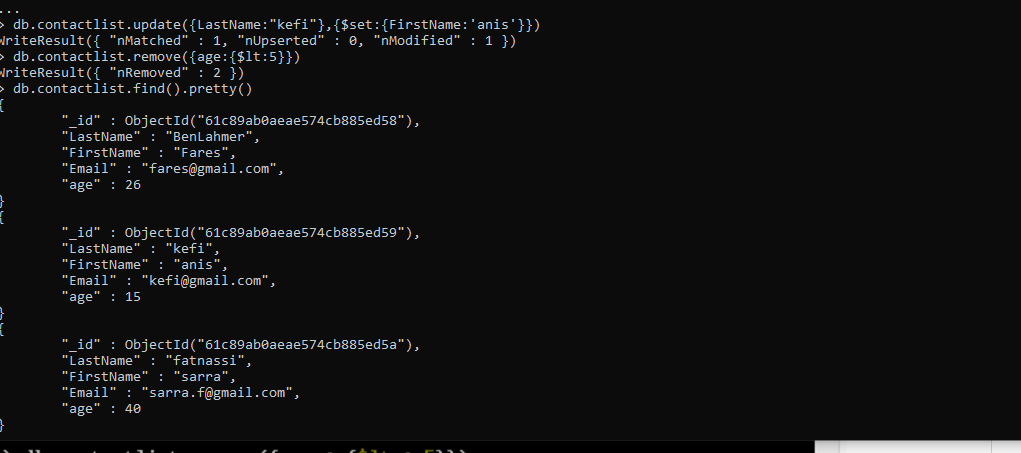 ...
> db.contactlist.update({LastName:"kefi"},{$set:{FirstName:'anis'}})
WriteResult({ "nMatched" : 1, "nUpserted" : 0, "nModified" : 1 })
> db.contactlist.remove({age:{$lt:5}})
WriteResult({ "nRemoved" : 2 })
> db.contactlist.find().pretty()
{
"_id" : ObjectId("61c89ab0aeae574cb885ed58"),
"LastName" : "BenLahmer",
"FirstName" : "Fares",
"Email" : "fares@gmail.com",
"age" : 26
}
{
"_id" : ObjectId("61c89ab0aeae574cb885ed59"),
"LastName" : "kefi",
"FirstName" : "anis",
"Email" : "kefi@gmail.com",
"age" : 15
}
{
"_id" : ObjectId("61c89ab0aeae574cb885ed5a"),
"LastName" : "fatnassi",
"FirstName" : "sarra",
"Email" : "sarra.f@gmail.com",
"age" : 40
}